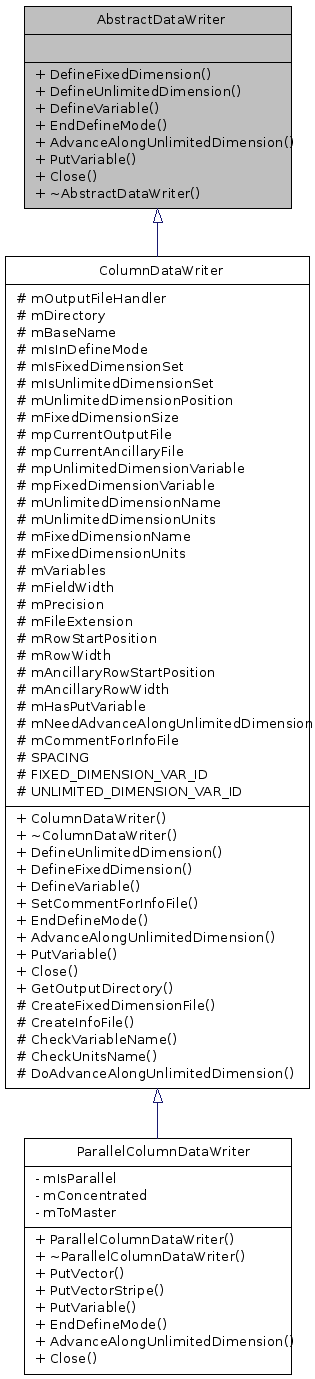 AbstractDataWriter
+ DefineFixedDimension()
+ DefineUnlimitedDimension()
+ DefineVariable()
+ EndDefineMode()
+ AdvanceAlongUnlimitedDimension()
+ PutVariable()
+ Close()
+ ~AbstractDataWriter()
ColumnDataWriter
# mOutputFileHandler
# mDirectory
# mBaseName
# mIsInDefineMode
# mIsFixedDimensionSet
# mIsUnlimitedDimensionSet
# mUnlimitedDimensionPosition
# mFixedDimensionSize
# mpCurrentOutputFile
# mpCurrentAncillaryFile
# mpUnlimitedDimensionVariable
# mpFixedDimensionVariable
# mUnlimitedDimensionName
# mUnlimitedDimensionUnits
# mFixedDimensionName
# mFixedDimensionUnits
# mVariables
# mFieldWidth
# mPrecision
# mFileExtension
# mRowStartPosition
# mRowWidth
# mAncillaryRowStartPosition
# mAncillaryRowWidth
# mHasPutVariable
# mNeedAdvanceAlongUnlimitedDimension
# mCommentForInfoFile
# SPACING
# FIXED_DIMENSION_VAR_ID
# UNLIMITED_DIMENSION_VAR_ID
+ ColumnDataWriter()
+ ~ColumnDataWriter()
+ DefineUnlimitedDimension()
+ DefineFixedDimension()
+ DefineVariable()
+ SetCommentForInfoFile()
+ EndDefineMode()
+ AdvanceAlongUnlimitedDimension()
+ PutVariable()
+ Close()
+ GetOutputDirectory()
# CreateFixedDimensionFile()
# CreateInfoFile()
# CheckVariableName()
# CheckUnitsName()
# DoAdvanceAlongUnlimitedDimension()
ParallelColumnDataWriter
- mIsParallel
- mConcentrated
- mToMaster
+ ParallelColumnDataWriter()
+ ~ParallelColumnDataWriter()
+ PutVector()
+ PutVectorStripe()
+ PutVariable()
+ EndDefineMode()
+ AdvanceAlongUnlimitedDimension()
+ Close()